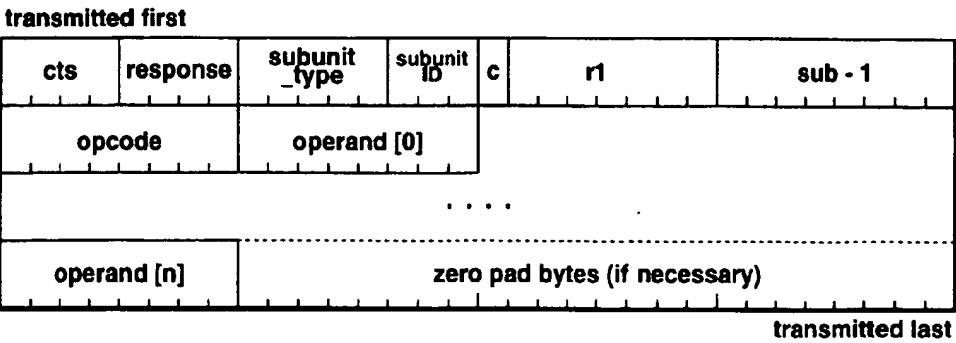 transmitted first
cts response subunit _type subunit ID c r1 sub - 1
opcode operand [0]
. . . .
operand [n] zero pad bytes (if necessary)
transmitted last